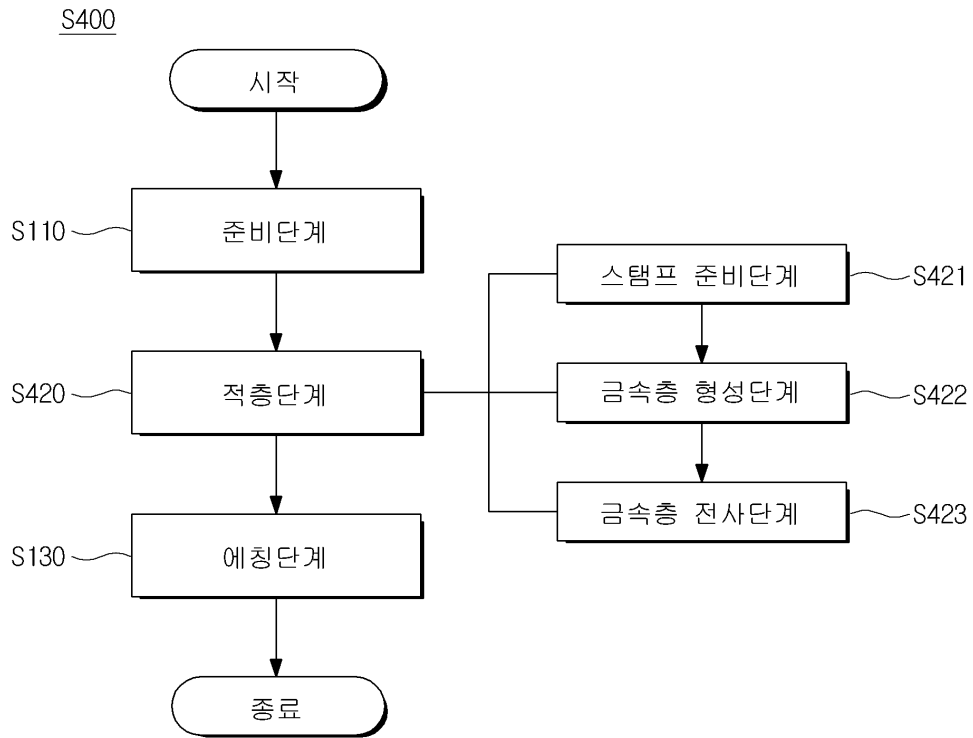 S400
시작
S110
준비단계
스탬프 준비단계
S421
S420
적층단계
금속층 형성단계
S422
금속층 전사단계
S423
S130
에칭단계
종료